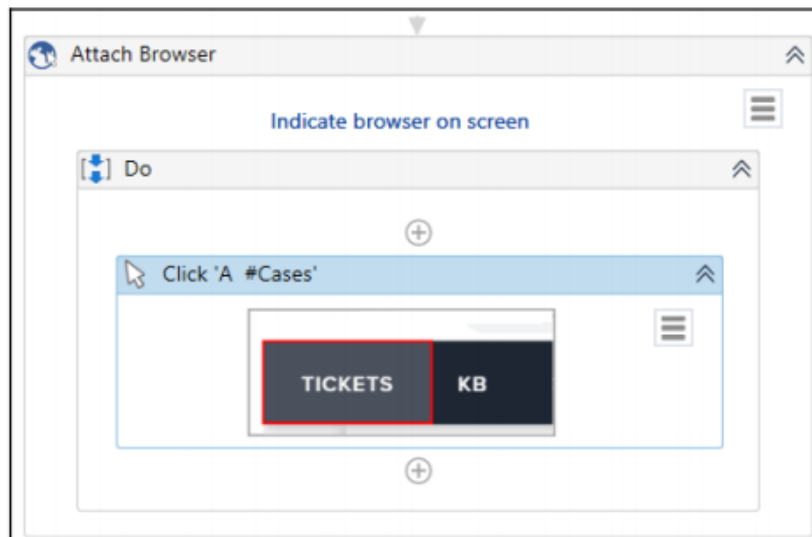 Attach Browser
Indicate browser on screen
Do
Click 'A #Cases'
TICKETS KB